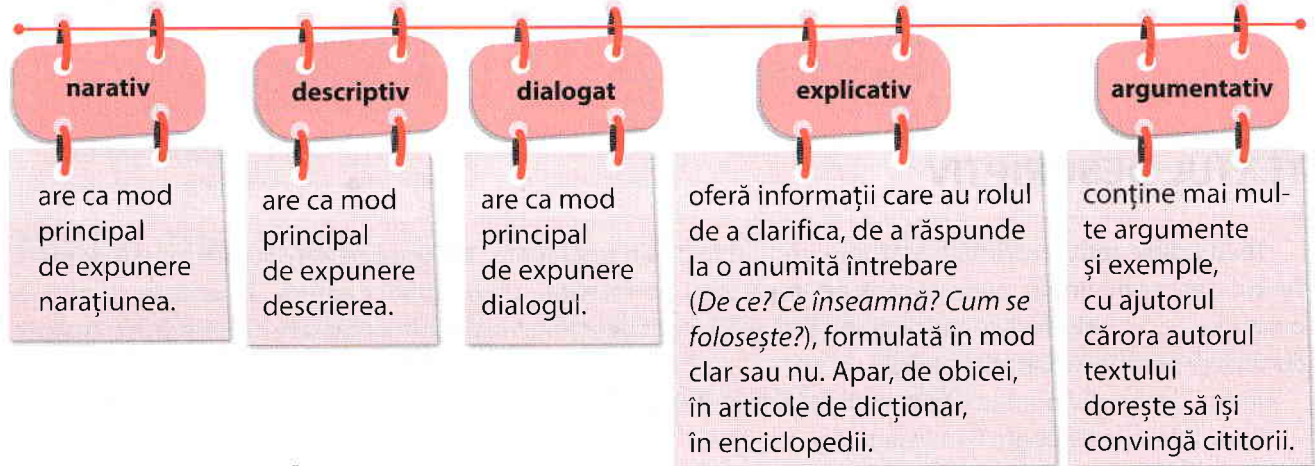 narativ
are ca mod
principal
de expunere
narațiunea.
descriptiv
are ca mod
principal
de expunere
descrierea.
dialogat
are ca mod
principal
de expunere
dialogul.
explicativ
oferă informații care au rolul
de a clarifica, de a răspunde
la o anumită întrebare
(De ce? Ce înseamnă? Cum se
folosește?), formulată în mod
clar sau nu. Apar, de obicei,
în articole de dicționar,
în enciclopedii.
argumentativ
conține mai mul-
te argumente
și exemple,
cu ajutorul
cărora autorul
textului
dorește să își
convingă cititorii.